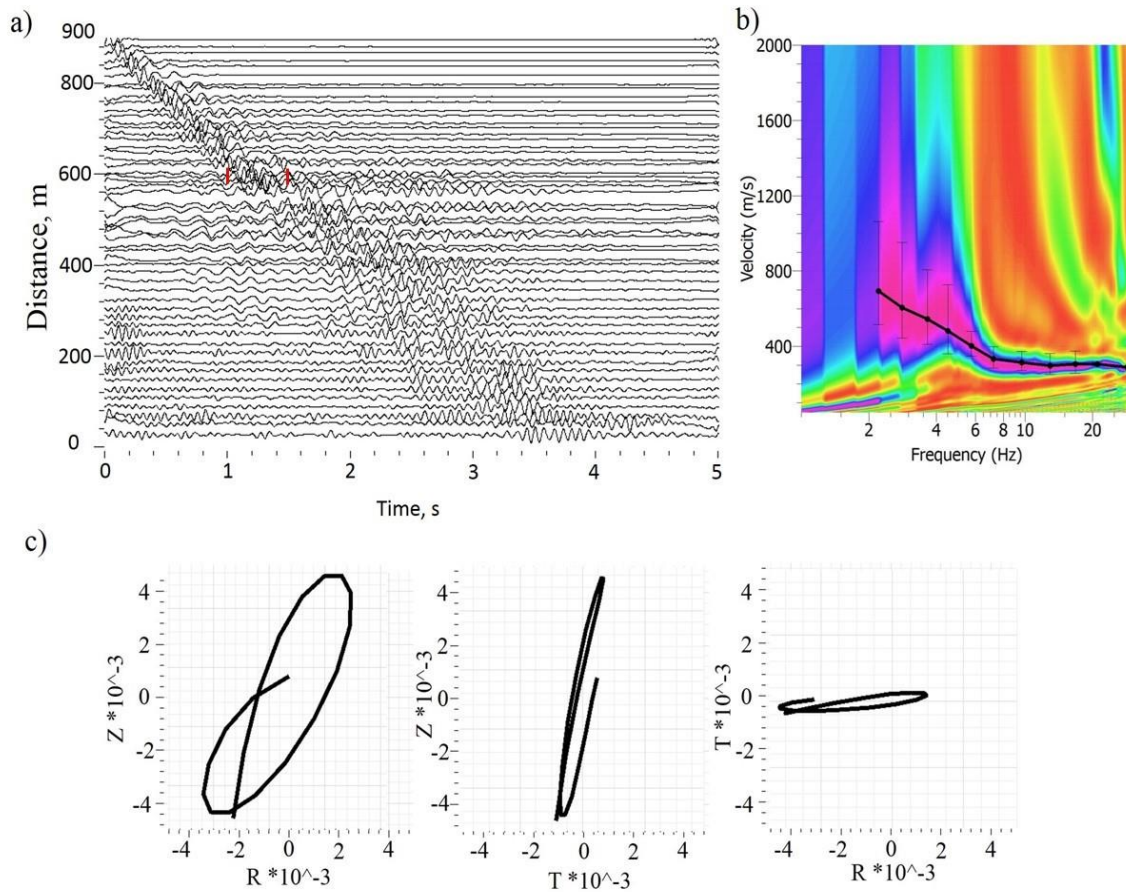 a)
900
800
600
400
200
0
Distance, m
0 1 2 3 4 5
Time, s
b)
2000
1600
1200
800
400
Velocity (m/s)
2 4 6 8 10 20
Frequency (Hz)
c)
4
2
0
-2
-4
Z *10^-3
-4 -2 0 2 4
R *10^-3
4
2
0
-2
-4
Z *10^-3
-4 -2 0 2 4
T *10^-3
4
2
0
-2
-4
T *10^-3
-4 -2 0 2 4
R *10^-3